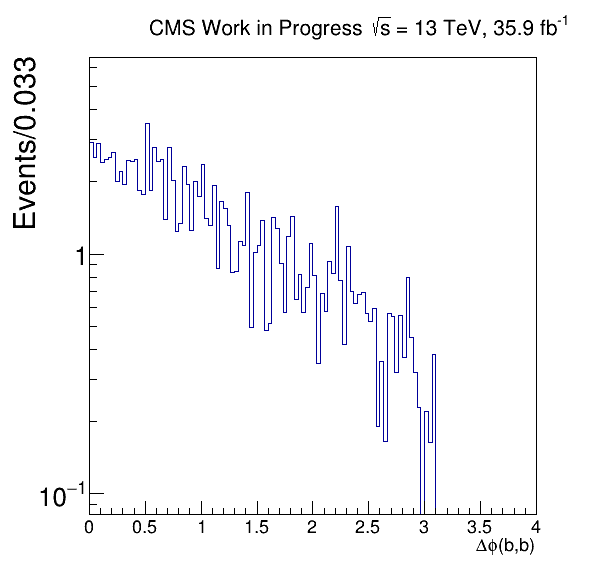 CMS Work in Progress √s = 13 TeV, 35.9 fb⁻¹
Events/0.033
1
10⁻¹
0 0.5 1 1.5 2 2.5 3 3.5 4
Δϕ(b,b)